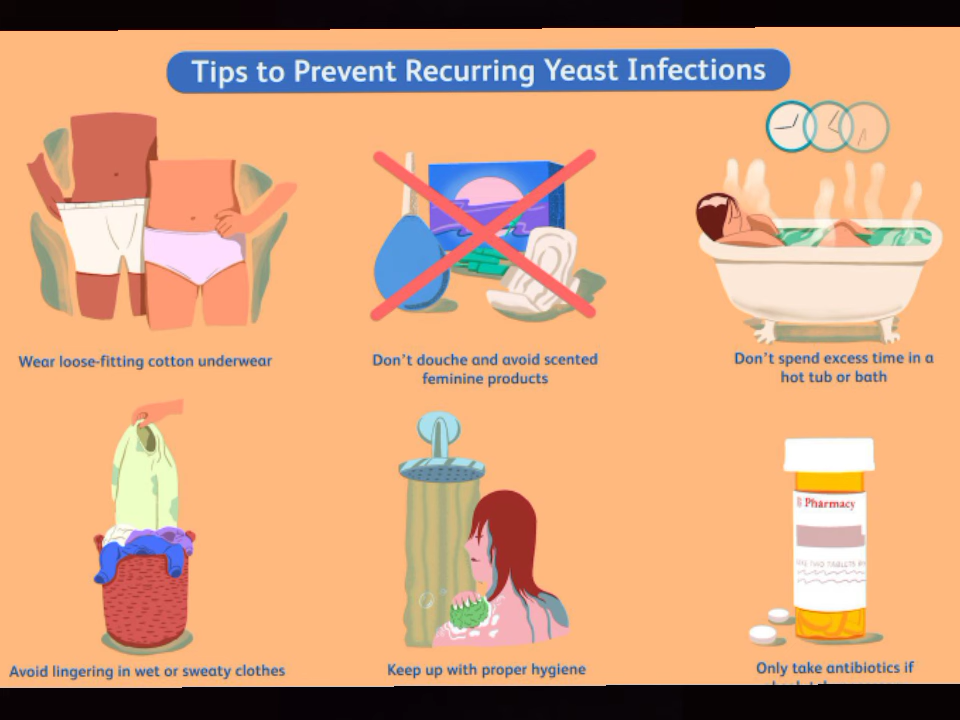 Tips to Prevent Recurring Yeast Infections
Wear loose-fitting cotton underwear
Don't douche and avoid scented
feminine products
Don't spend excess time in a
hot tub or bath
Pharmacy
TWO TABLETS
Avoid lingering in wet or sweaty clothes
Keep up with proper hygiene
Only take antibiotics if